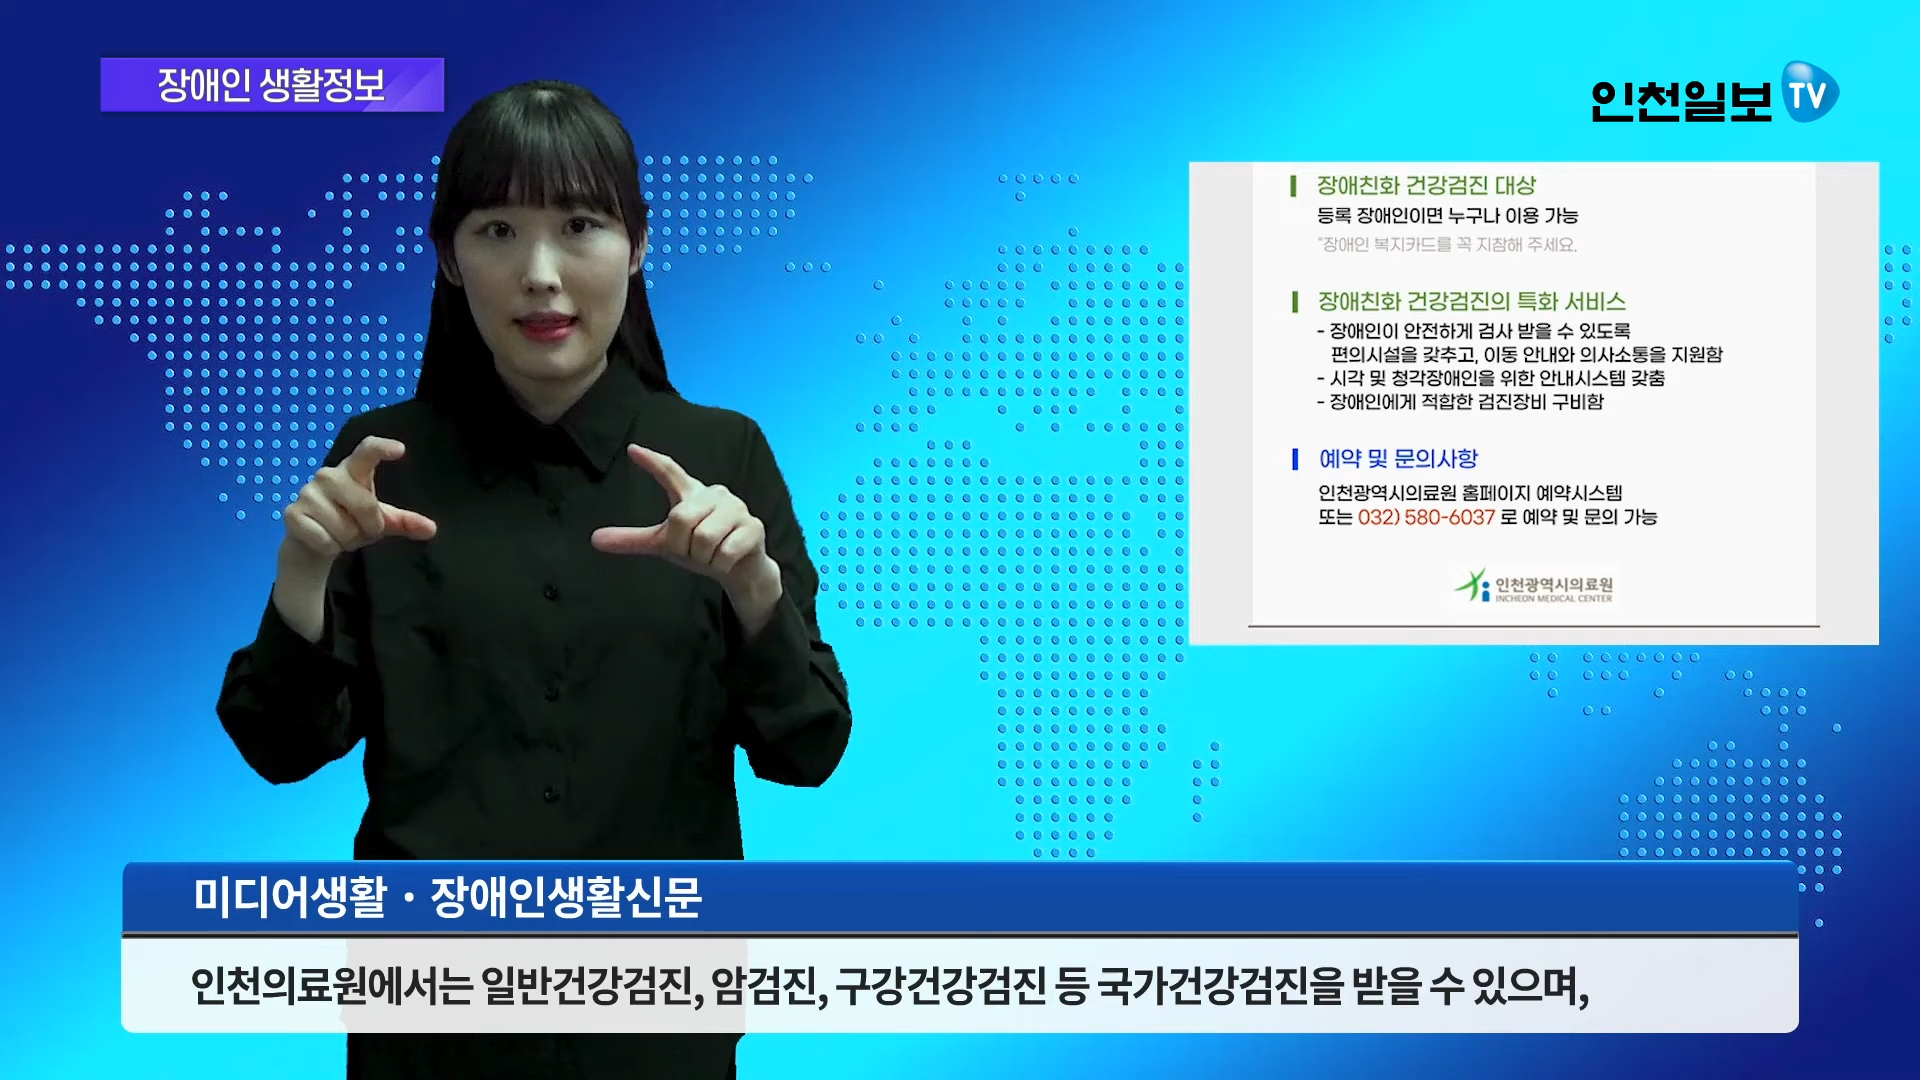 장애인 생활정보
인천일보 TV
장애친화 건강검진 대상
등록 장애인이면 누구나 이용 가능
*장애인 복지카드를 꼭 지참해 주세요.
장애친화 건강검진의 특화 서비스
- 장애인이 안전하게 검사 받을 수 있도록
편의시설을 갖추고, 이동 안내와 의사소통을 지원함
- 시각 및 청각장애인을 위한 안내시스템 갖춤
- 장애인에게 적합한 검진장비 구비함
예약 및 문의사항
인천광역시의료원 홈페이지 예약시스템
또는 032) 580-6037 로 예약 및 문의 가능
인천광역시의료원
INCHEON MEDICAL CENTER
미디어생활 · 장애인생활신문
인천의료원에서는 일반건강검진, 암검진, 구강건강검진 등 국가건강검진을 받을 수 있으며,